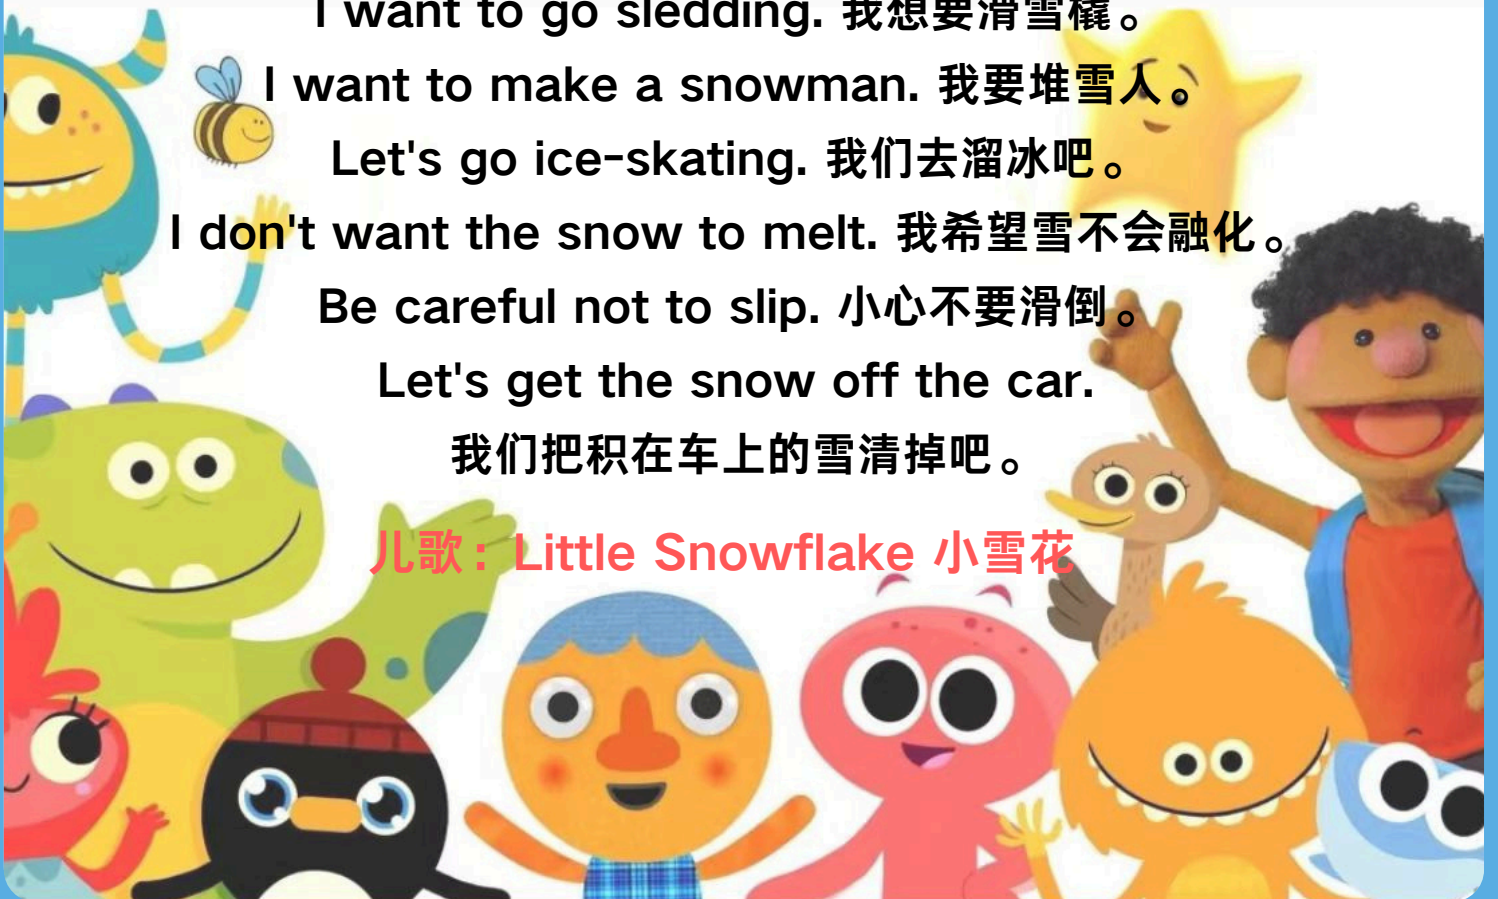 I want to go sledding. 我想要滑雪橇。
I want to make a snowman. 我要堆雪人。
Let's go ice-skating. 我们去溜冰吧。
I don't want the snow to melt. 我希望雪不会融化。
Be careful not to slip. 小心不要滑倒。
Let's get the snow off the car.
我们把积在车上的雪清掉吧。
儿歌：Little Snowflake 小雪花